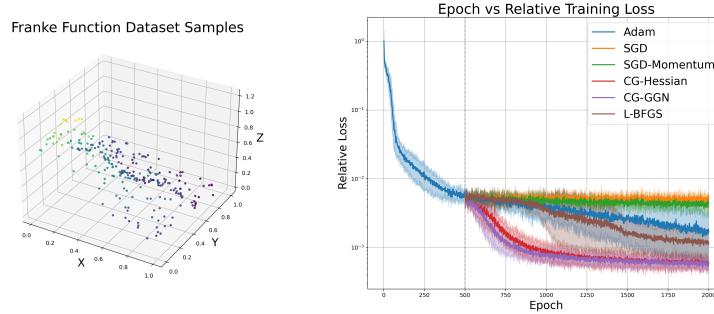 Franke Function Dataset Samples
1.2
1.0
0.8
0.6
0.4
0.2
0.0
Z
0.0
0.2
0.4
0.6
0.8
1.0
X
0.0
0.2
0.4
0.6
0.8
1.0
Y
Epoch vs Relative Training Loss
Adam
SGD
SGD-Momentum
CG-Hessian
CG-GGN
L-BFGS
10⁰
10⁻¹
10⁻²
10⁻³
Relative Loss
0 250 500 750 1000 1250 1500 1750 2000
Epoch